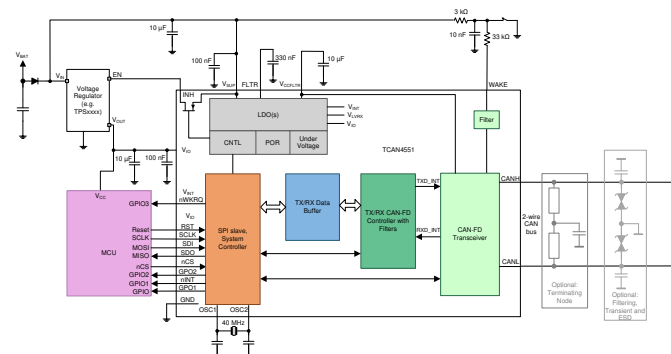 3 kΩ
10 µF
10 nF
33 kΩ
VBAT
100 nF
330 nF
10 µF
VIN
EN
VSUP
FLTR
VCCFLTR
WAKE
Voltage
Regulator
(e.g.
TPSxxxx)
INH
VOUT
LDO(s)
VINT
VLVRX
VIO
Filter
CNTL
POR
Under
Voltage
VIO
10 µF
100 nF
TCAN4551
VCC
MCU
GPIO3
Reset
SCLK
MOSI
MISO
nCS
GPIO2
GPIO1
GPIO
VINT
nWKRQ
VIO
RST
SCLK
SDI
SDO
nCS
GPO2
nINT
GPO1
GND
SPI slave,
System
Controller
TX/RX Data
Buffer
TX/RX CAN-FD
Controller with
Filters
TXD_INT
RXD_INT
CAN-FD
Transceiver
CANH
2-wire
CAN
bus
CANL
OSC1
OSC2
40 MHz
Optional:
Terminating
Node
Optional:
Filtering,
Transient and
ESD